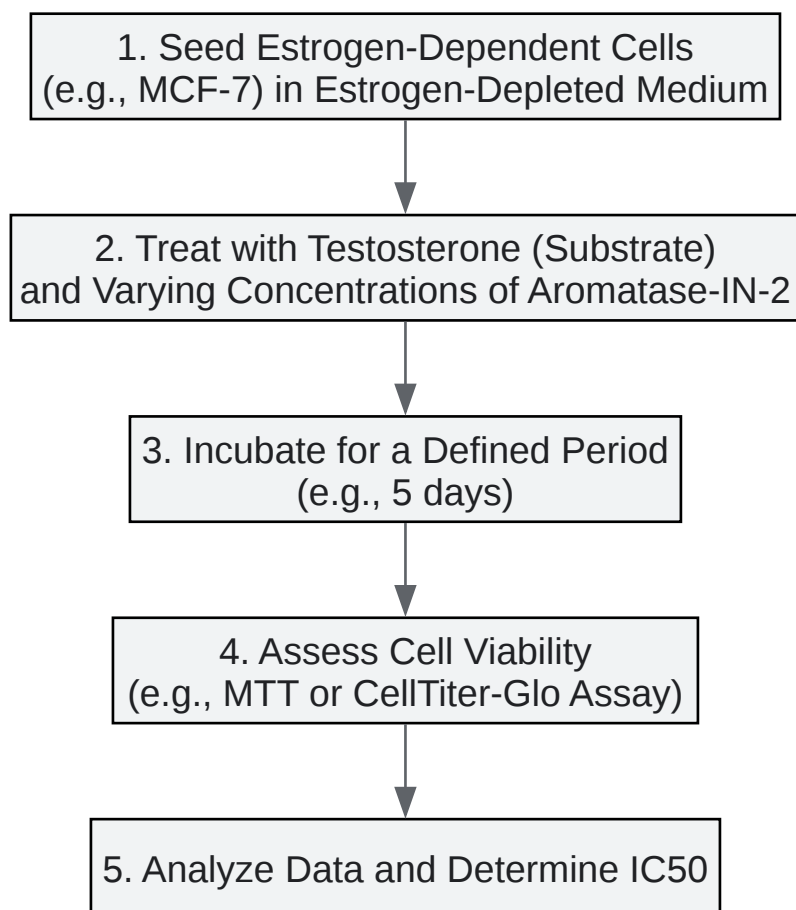 1. Seed Estrogen-Dependent Cells
(e.g., MCF-7) in Estrogen-Depleted Medium
2. Treat with Testosterone (Substrate)
and Varying Concentrations of Aromatase-IN-2
3. Incubate for a Defined Period
(e.g., 5 days)
4. Assess Cell Viability
(e.g., MTT or CellTiter-Glo Assay)
5. Analyze Data and Determine IC50